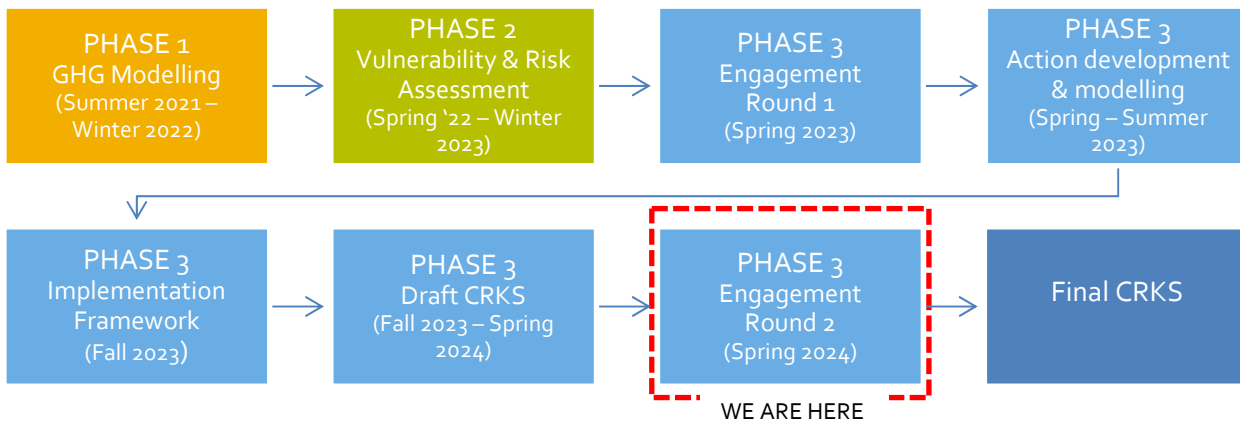 PHASE 1
GHG Modelling
(Summer 2021 –
Winter 2022)
PHASE 2
Vulnerability & Risk
Assessment
(Spring ‘22 – Winter
2023)
PHASE 3
Engagement
Round 1
(Spring 2023)
PHASE 3
Action development
& modelling
(Spring – Summer
2023)
PHASE 3
Implementation
Framework
(Fall 2023)
PHASE 3
Draft CRKS
(Fall 2023 – Spring
2024)
PHASE 3
Engagement
Round 2
(Spring 2024)
Final CRKS
WE ARE HERE